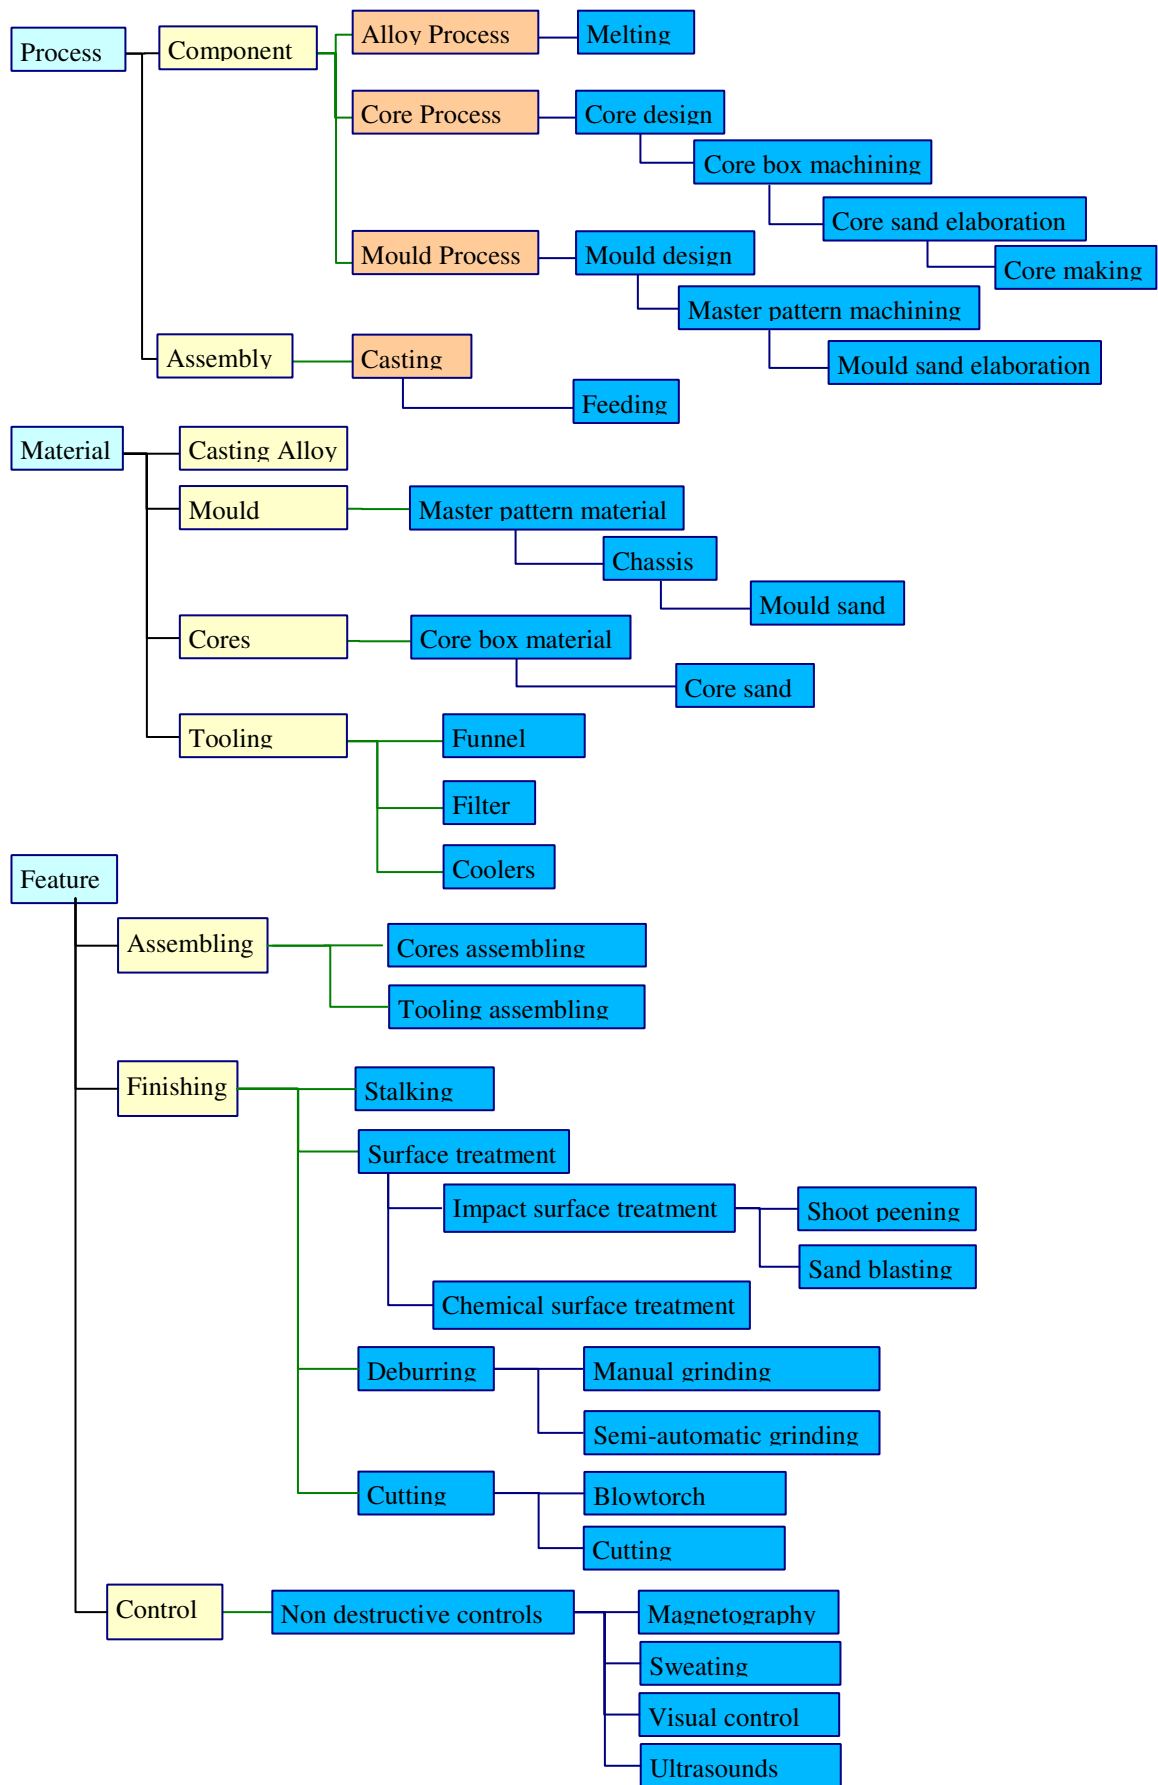 Process
Component
Alloy Process
Melting
Core Process
Core design
Core box machining
Core sand elaboration
Core making
Mould Process
Mould design
Master pattern machining
Mould sand elaboration
Assembly
Casting
Feeding
Material
Casting Alloy
Mould
Master pattern material
Chassis
Mould sand
Cores
Core box material
Core sand
Tooling
Funnel
Filter
Coolers
Feature
Assembling
Cores assembling
Tooling assembling
Finishing
Stalking
Surface treatment
Impact surface treatment
Shoot peening
Sand blasting
Chemical surface treatment
Deburring
Manual grinding
Semi-automatic grinding
Cutting
Blowtorch
Cutting
Control
Non destructive controls
Magnetography
Sweating
Visual control
Ultrasounds